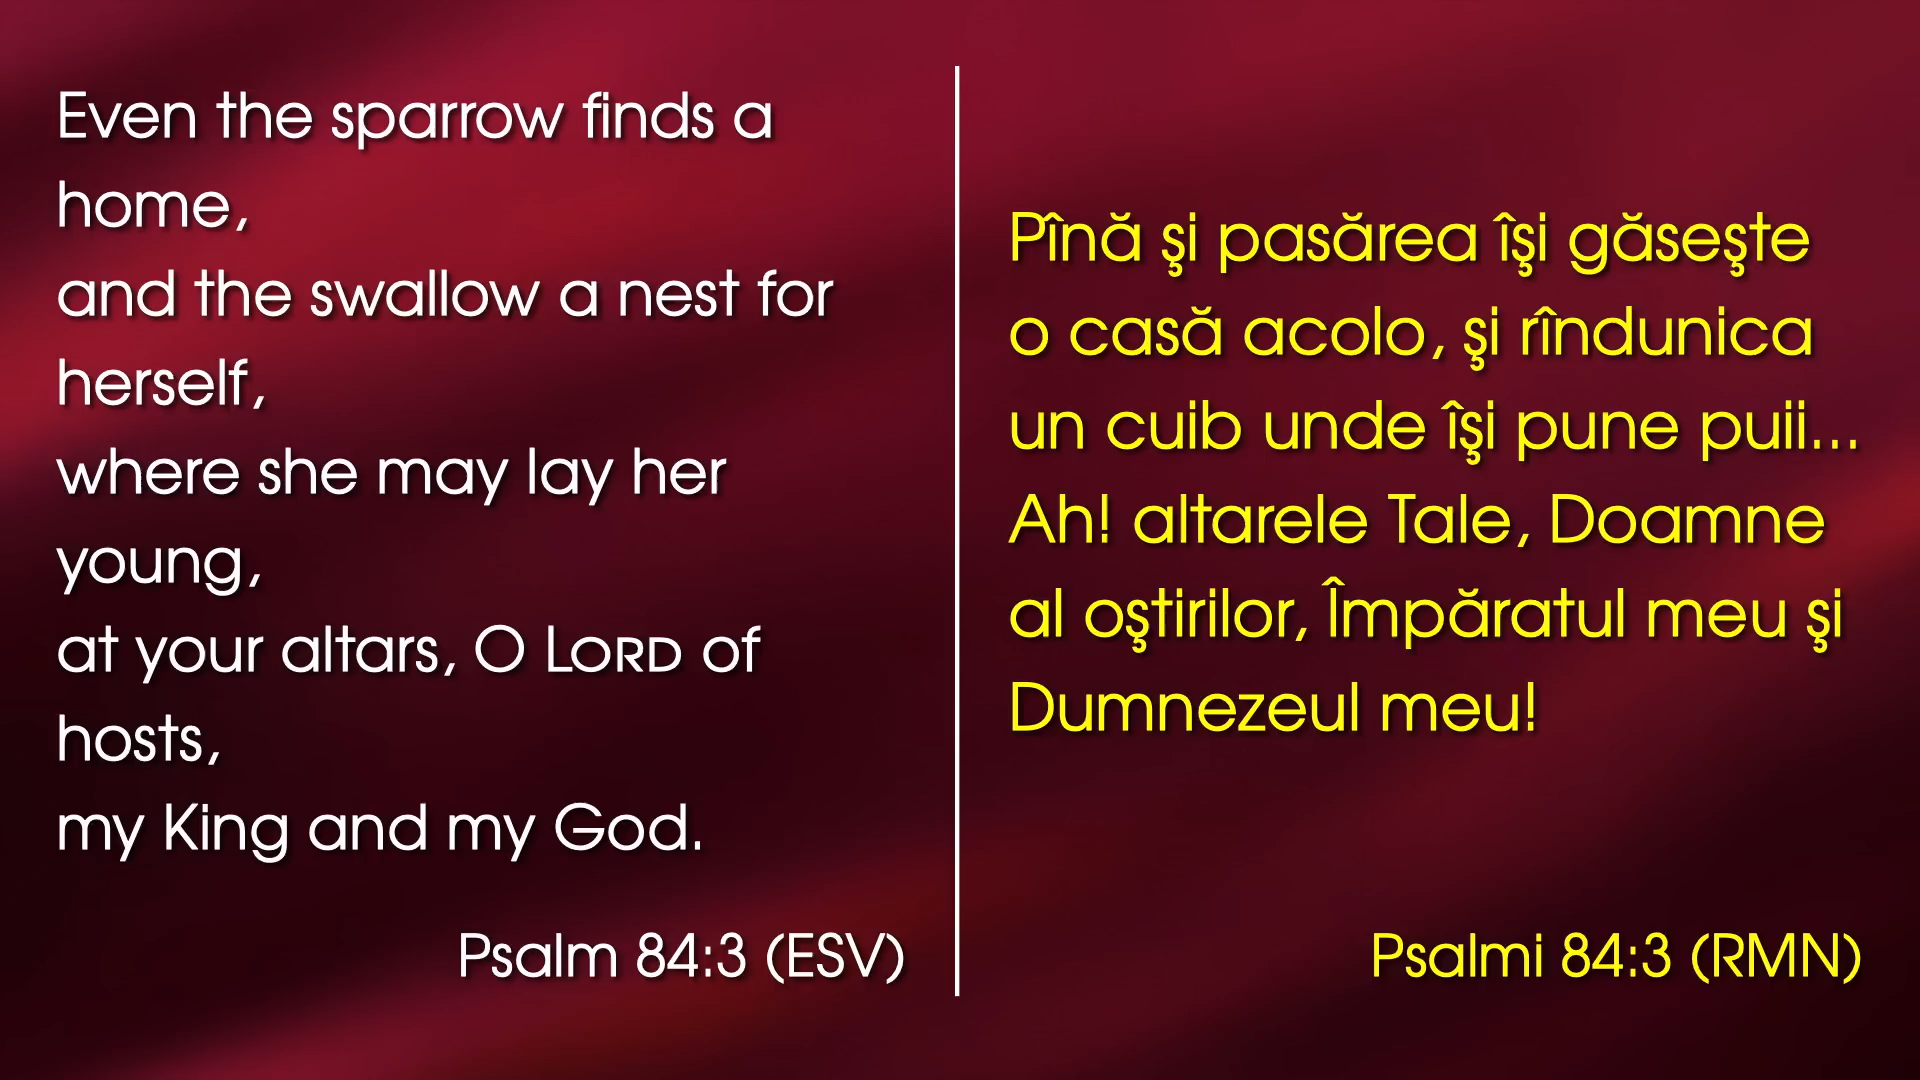 Even the sparrow finds a
home,
and the swallow a nest for
herself,
where she may lay her
young,
at your altars, O LORD of
hosts,
my King and my God.
Psalm 84:3 (ESV)
Pînă şi pasărea îşi găseşte
o casă acolo, şi rîndunica
un cuib unde îşi pune puii...
Ah! altarele Tale, Doamne
al oştirilor, Împăratul meu şi
Dumnezeul meu!
Psalmi 84:3 (RMN)